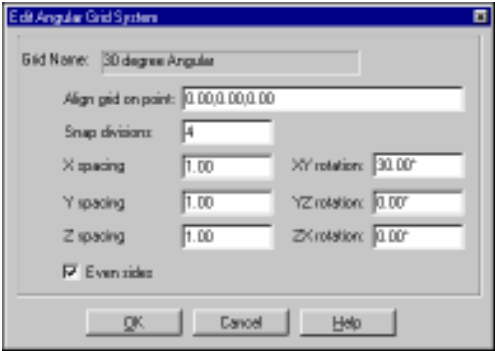 Edit Angular Grid System
Grid Name: 30 degree Angular
Align grid on point: 0.00,0.00,0.00
Snap divisions: 4
X spacing 1.00 XY rotation: 30.00°
Y spacing 1.00 YZ rotation: 0.00°
Z spacing 1.00 ZX rotation: 0.00°
Even sides
OK Cancel Help